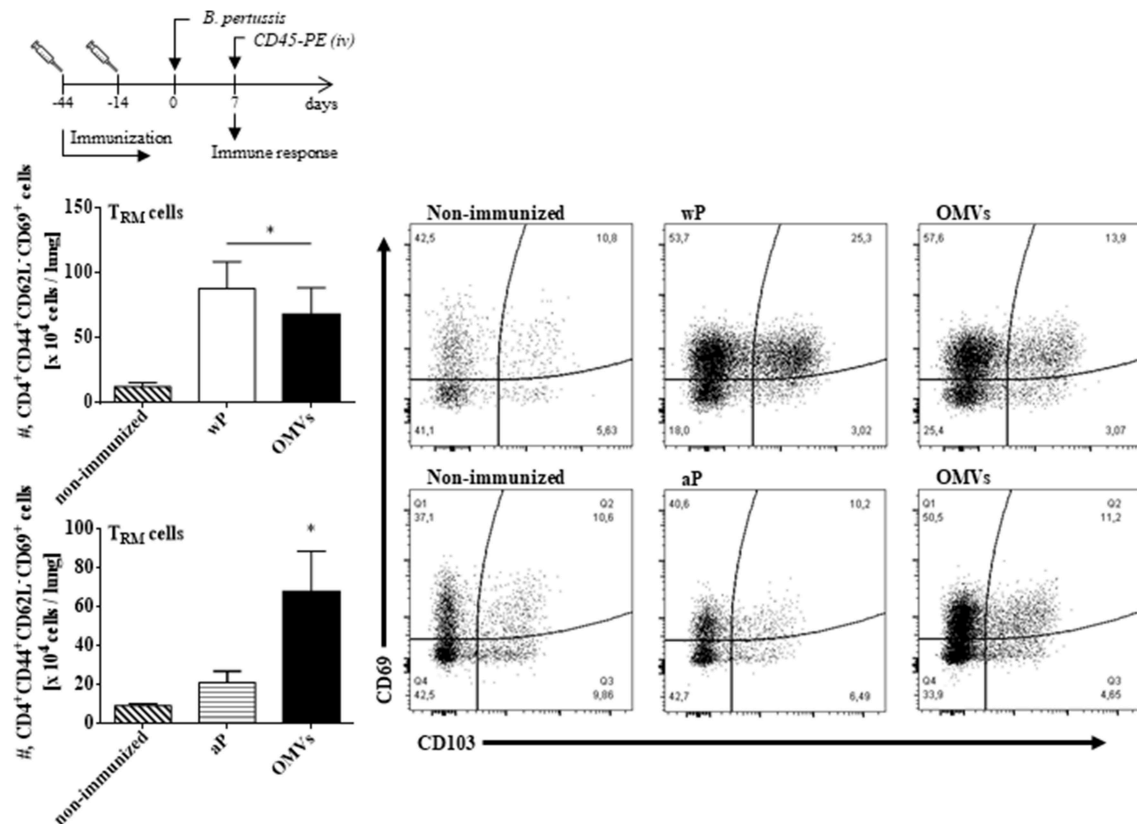 B. pertussis
CD45-PE (iv)
-44 -14 0 7 days
Immunization
Immune response
#, CD4⁺CD44⁺CD62L⁻CD69⁺ cells
[x 10⁴ cells / lung]
T_RM cells
150
100
50
0
*
non-immunized wP OMVs
Non-immunized wP OMVs
42,5 10,8 53,7 25,3 57,6 13,9
41,1 5,63 18,0 3,02 25,4 3,07
#, CD4⁺CD44⁺CD62L⁻CD69⁺ cells
[x 10⁴ cells / lung]
T_RM cells
100
80
60
40
20
0
*
non-immunized aP OMVs
Non-immunized aP OMVs
Q1 Q2 40,6 10,2 Q1 Q2
37,1 10,6 50,5 11,2
Q4 Q3 Q4 Q3
42,5 9,86 42,7 6,49 33,9 4,65
CD69
CD103